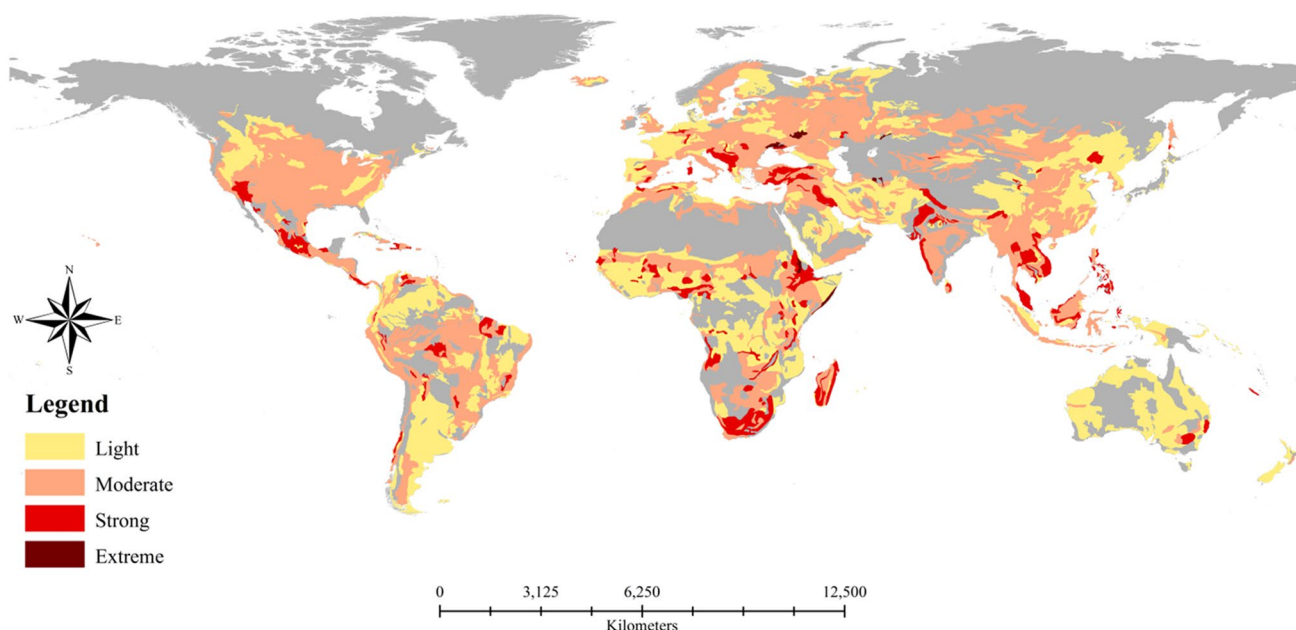 N
W E
S
Legend
Light
Moderate
Strong
Extreme
0 3,125 6,250 12,500
Kilometers